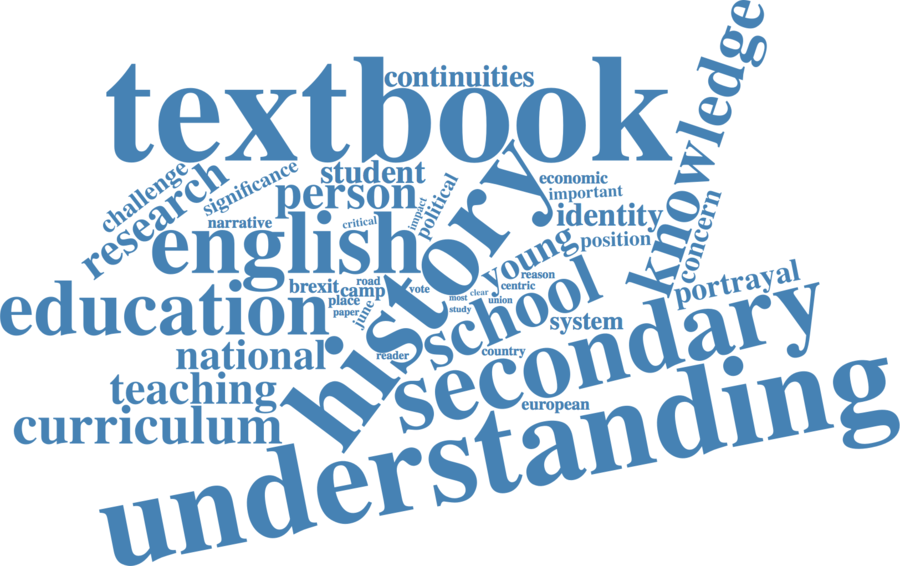 knowledge
textbook
continuities
challenge
research
significance
student
person
political
economic
important
history
identity
concern
narrative
critical
impact
english
young
position
portrayal
education
brexit
camp
road
vote
reason
centric
school
place
paper
june
most
clear
union
study
system
secondary
national
reader
country
teaching
european
curriculum
understanding